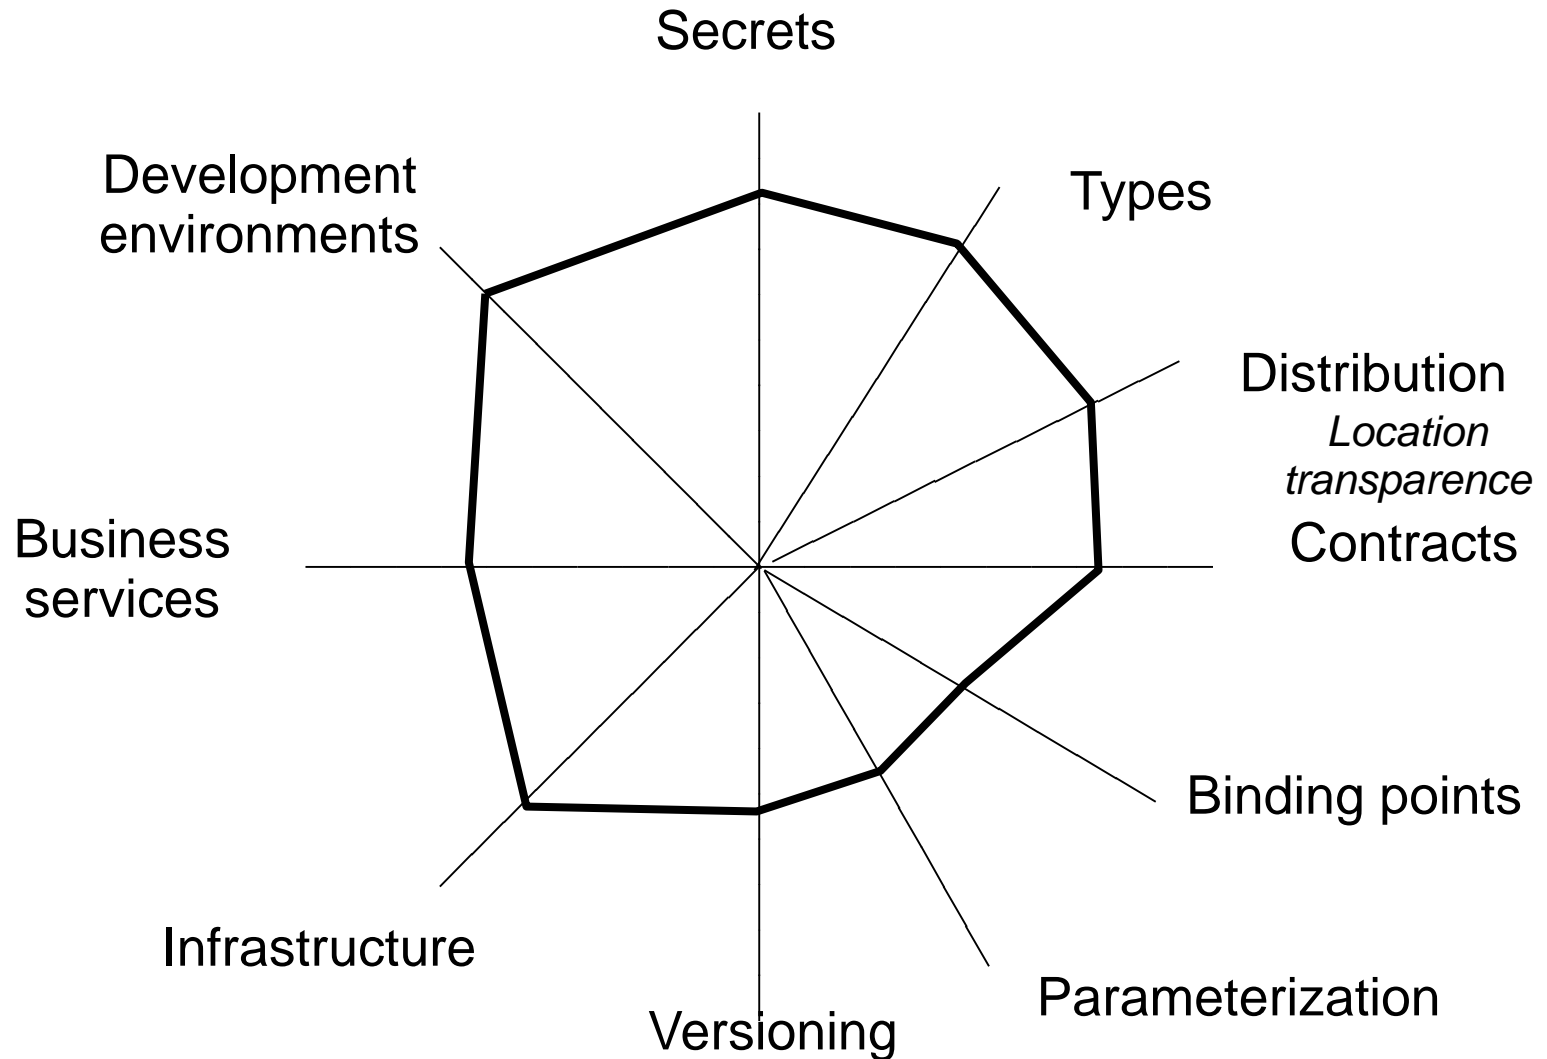 Secrets
Development
environments
Types
Distribution
Location
transparence
Contracts
Business
services
Binding points
Infrastructure
Parameterization
Versioning